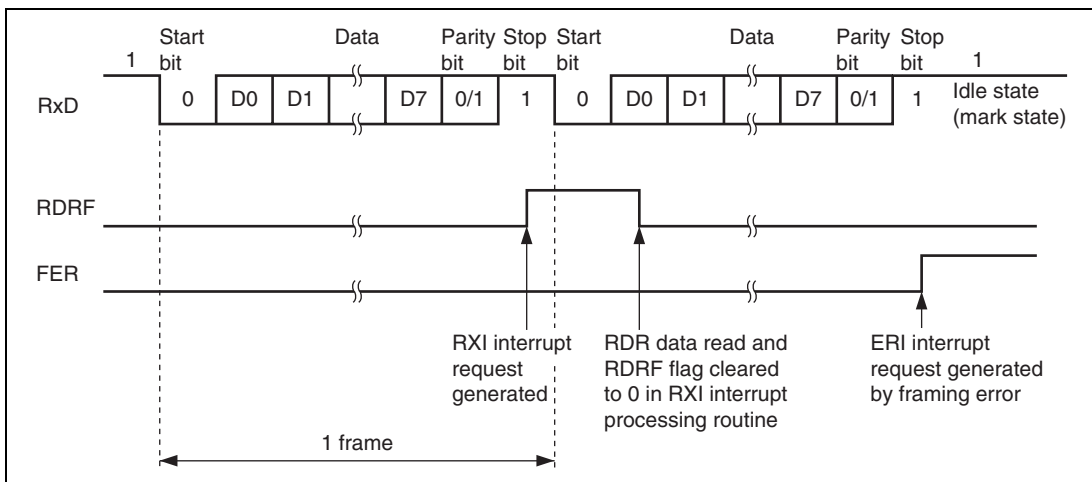 Start bit Data Parity bit Stop bit Start bit Data Parity bit Stop bit
1 1
RxD 0 D0 D1 D7 0/1 1 0 D0 D1 D7 0/1 1 Idle state (mark state)
RDRF
FER
RXI interrupt
request
generated
RDR data read and
RDRF flag cleared
to 0 in RXI interrupt
processing routine
ERI interrupt
request generated
by framing error
1 frame